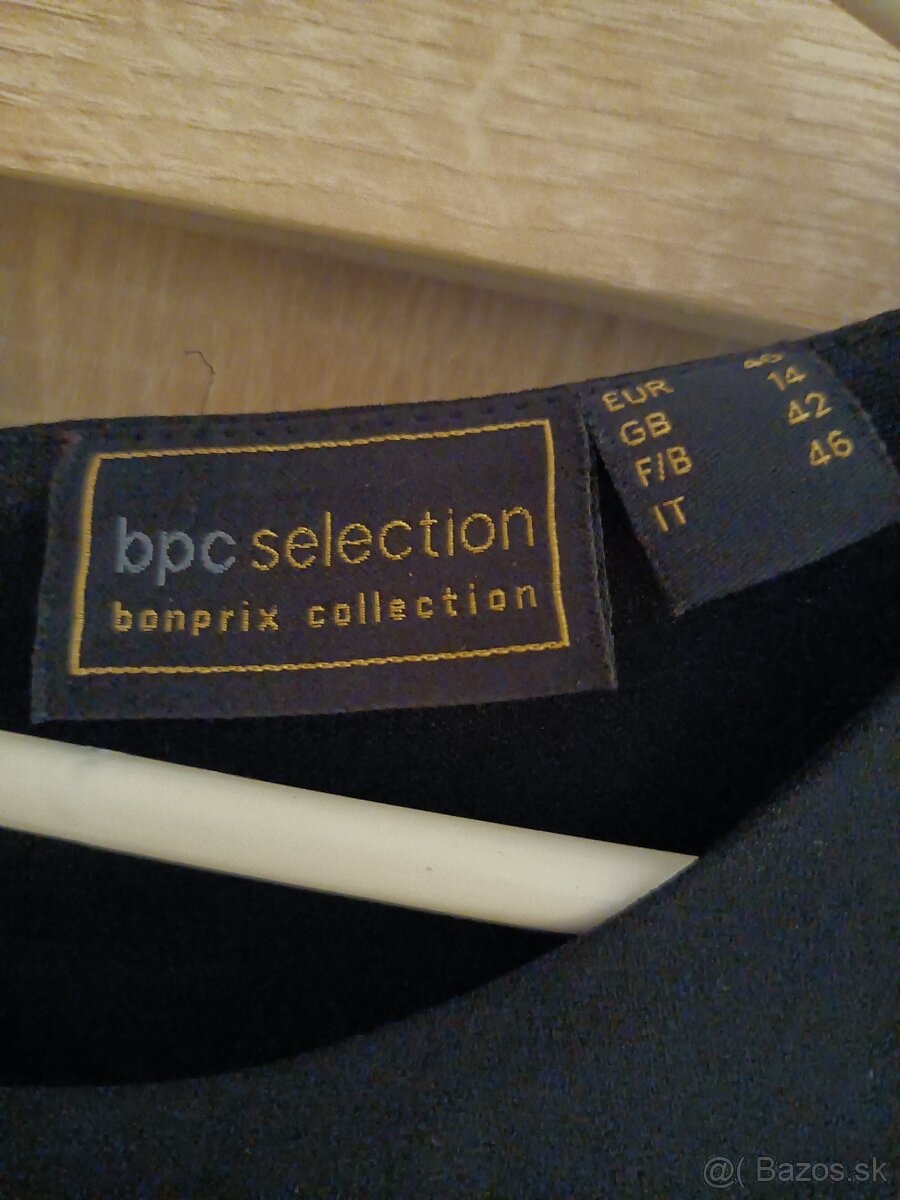 bpc selection
bonprix collection
EUR
GB 14
F/B 42
IT 46
@( Bazos.sk